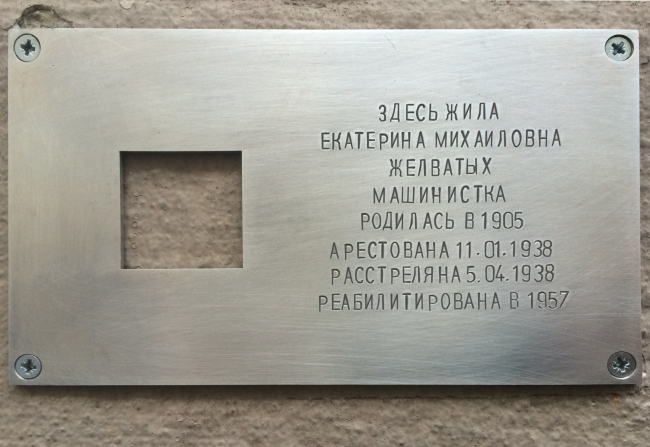 ЗДЕСЬ ЖИЛА
ЕКАТЕРИНА МИХАИЛОВНА
ЖЕЛВАТЫХ
МАШИНИСТКА
РОДИЛАСЬ В 1905
АРЕСТОВАНА 11.01.1938
РАССТРЕЛЯНА 5.04.1938
РЕАБИЛИТИРОВАНА В 1957